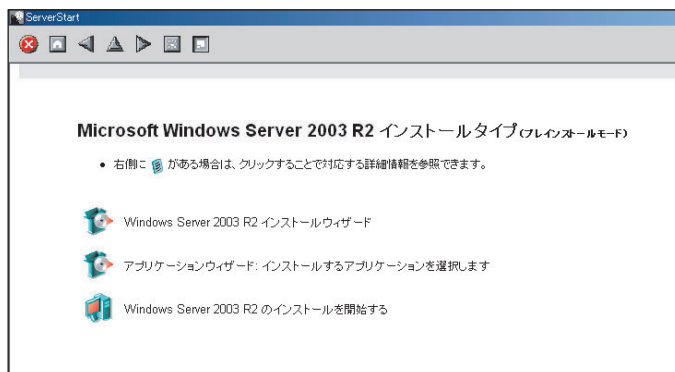 ServerStart
Microsoft Windows Server 2003 R2 インストールタイプ(プレインストールモード)
• 右側に がある場合は、クリックすることで対応する詳細情報を参照できます。
Windows Server 2003 R2 インストールウィザード
アプリケーションウィザード: インストールするアプリケーションを選択します
Windows Server 2003 R2 のインストールを開始する